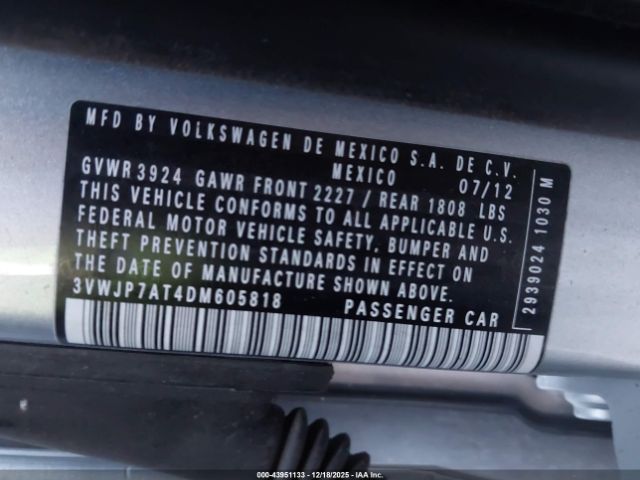 MFD BY VOLKSWAGEN DE MEXICO S.A. DE C.V.
MEXICO 07/12
GVWR 3924 GAWR FRONT 2227 / REAR 1808 LBS
THIS VEHICLE CONFORMS TO ALL APPLICABLE U.S.
FEDERAL MOTOR VEHICLE SAFETY, BUMPER AND
THEFT PREVENTION STANDARDS IN EFFECT ON
THE DATE OF MANUFACTURE SHOWN ABOVE.
3VWJP7AT4DM605818 PASSENGER CAR
2939024 1030 M
000-43951133 - 12/18/2025 - IAA Inc.